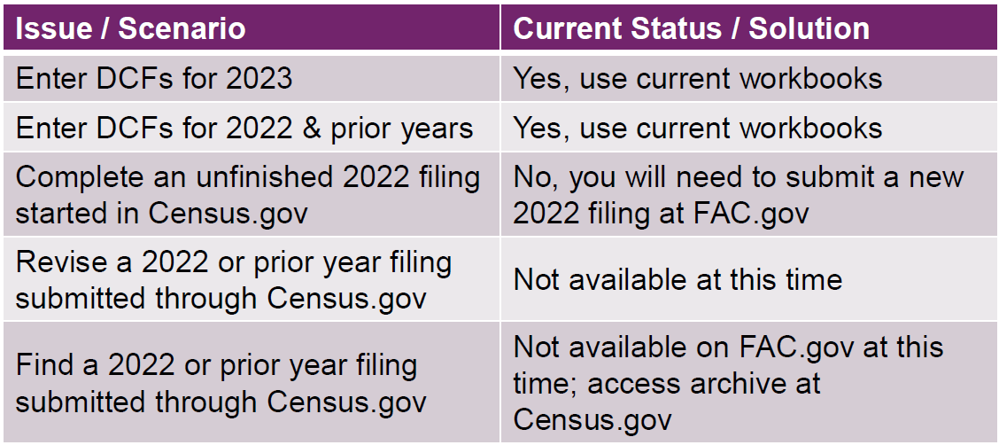 Issue / Scenario
Current Status / Solution
Enter DCFs for 2023
Yes, use current workbooks
Enter DCFs for 2022 & prior years
Yes, use current workbooks
Complete an unfinished 2022 filing
started in Census.gov
No, you will need to submit a new
2022 filing at FAC.gov
Revise a 2022 or prior year filing
submitted through Census.gov
Not available at this time
Find a 2022 or prior year filing
submitted through Census.gov
Not available on FAC.gov at this
time; access archive at
Census.gov